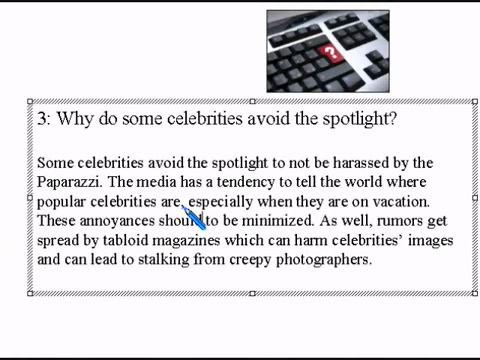 ?
3: Why do some celebrities avoid the spotlight?
Some celebrities avoid the spotlight to not be harassed by the
Paparazzi. The media has a tendency to tell the world where
popular celebrities are, especially when they are on vacation.
These annoyances should to be minimized. As well, rumors get
spread by tabloid magazines which can harm celebrities’ images
and can lead to stalking from creepy photographers.